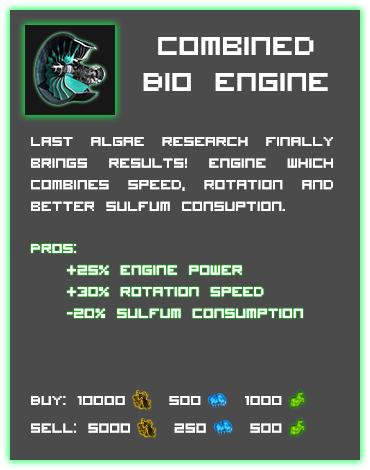 COMBINED
BIO ENGINE
LAST ALGAE RESEARCH FINALLY
BRINGS RESULTS! ENGINE WHICH
COMBINES SPEED, ROTATION AND
BETTER SULFUM CONSUPTION.
PROS:
+25% ENGINE POWER
+30% ROTATION SPEED
-20% SULFUM CONSUMPTION
BUY: 10000 500 1000
SELL: 5000 250 500